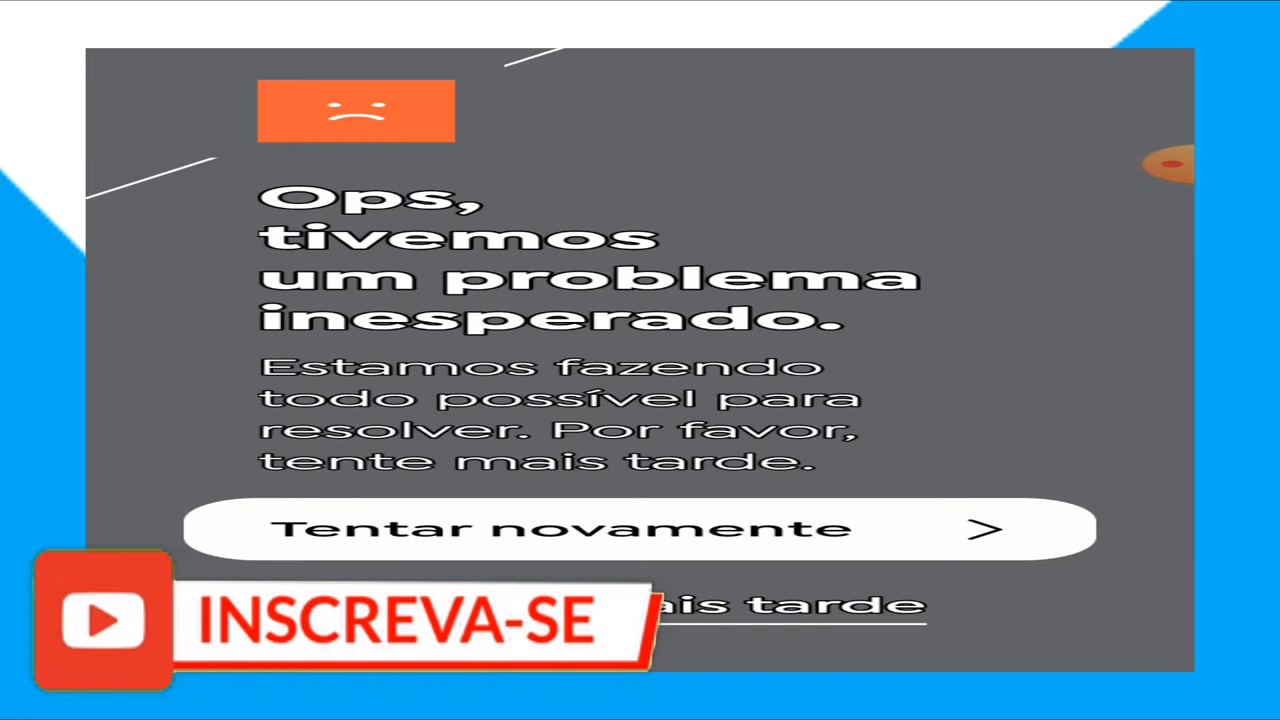 Ops,
tivemos
um problema
inesperado.
Estamos fazendo
todo possível para
resolver. Por favor,
tente mais tarde.
Tentar novamente >
tarde
INSCREVA-SE